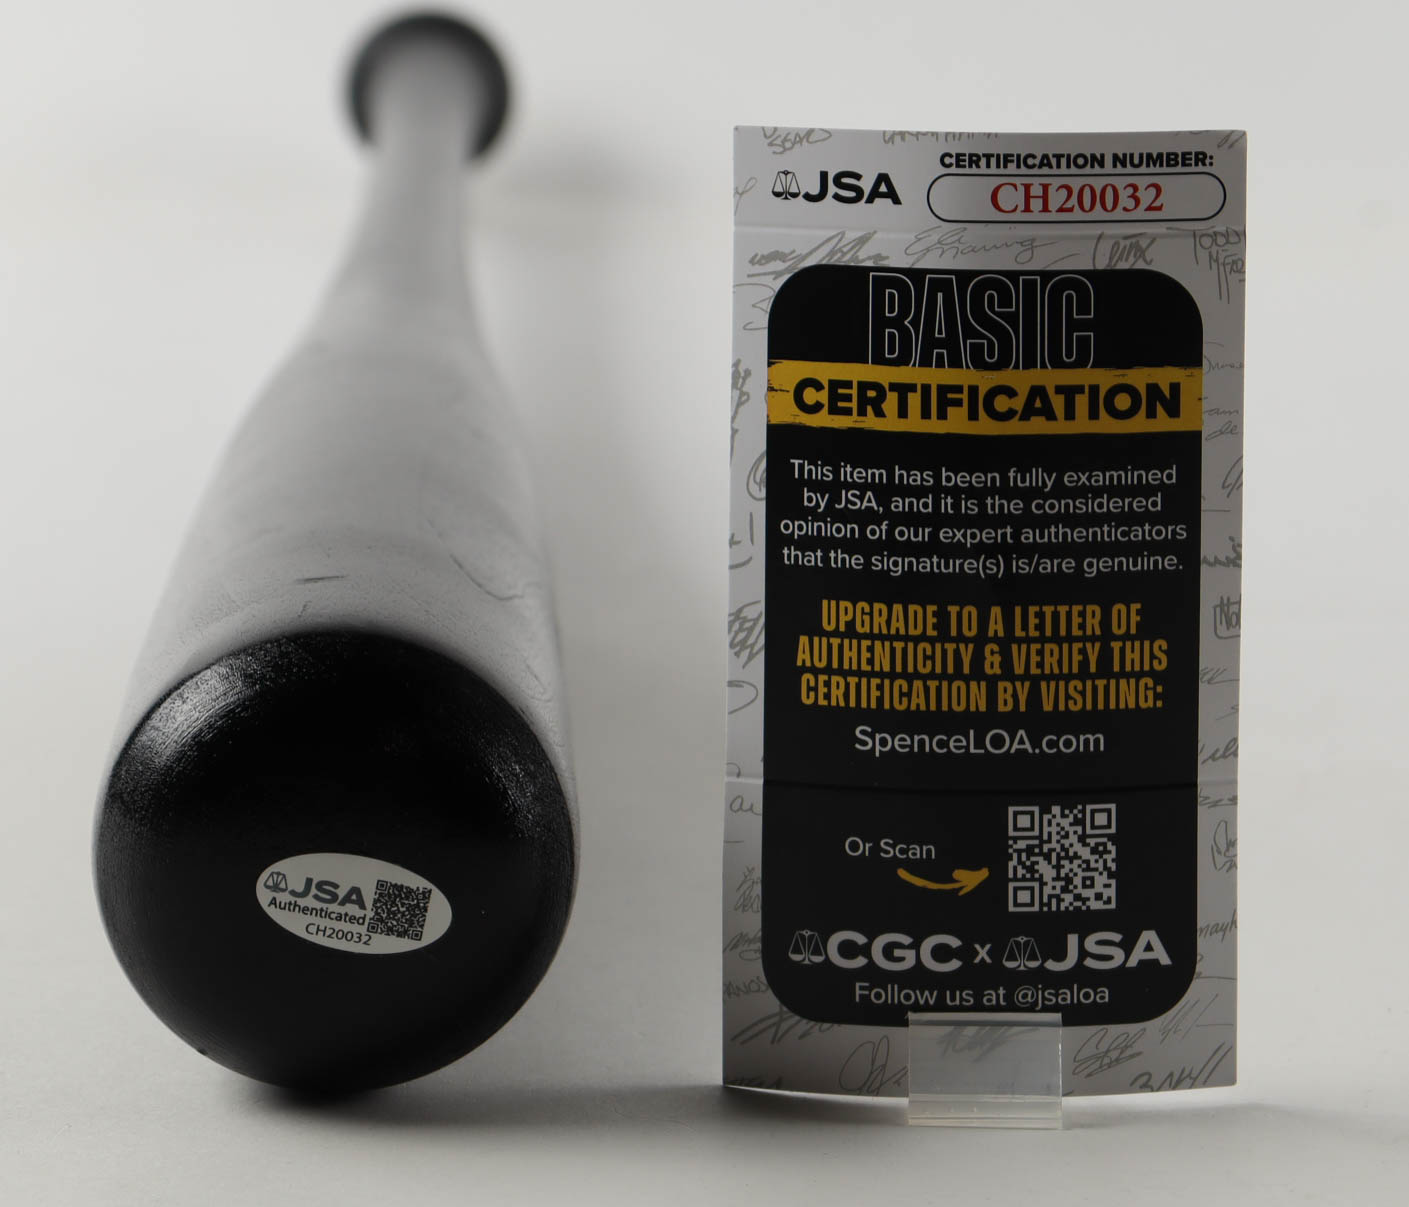 JSA
CERTIFICATION NUMBER:
CH20032
BASIC
CERTIFICATION
This item has been fully examined
by JSA, and it is the considered
opinion of our expert authenticators
that the signature(s) is/are genuine.
UPGRADE TO A LETTER OF
AUTHENTICITY & VERIFY THIS
CERTIFICATION BY VISITING:
SpenceLOA.com
Or Scan
CGC x JSA
Follow us at @jsaloa
JSA
Authenticated
CH20032